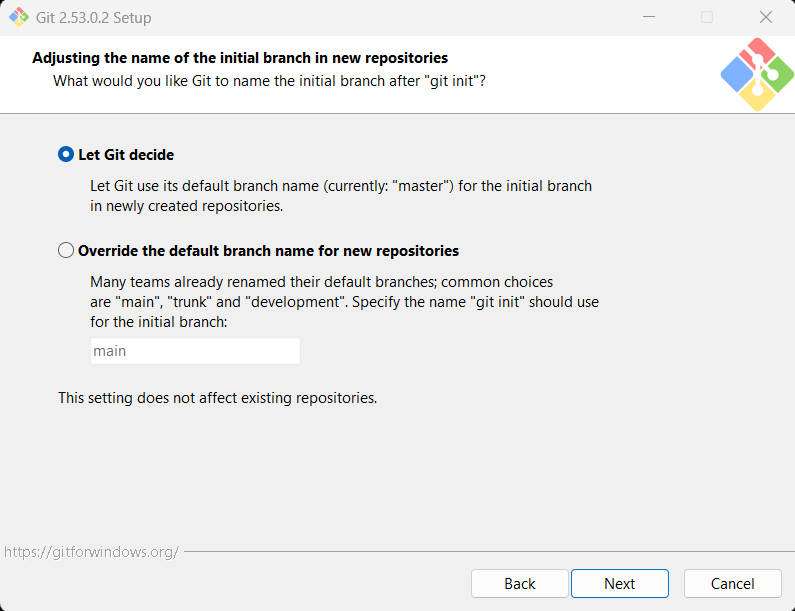 Git 2.53.0.2 Setup
Adjusting the name of the initial branch in new repositories
What would you like Git to name the initial branch after "git init"?
Let Git decide
Let Git use its default branch name (currently: "master") for the initial branch
in newly created repositories.
Override the default branch name for new repositories
Many teams already renamed their default branches; common choices
are "main", "trunk" and "development". Specify the name "git init" should use
for the initial branch:
main
This setting does not affect existing repositories.
https://gitforwindows.org/
Back Next Cancel